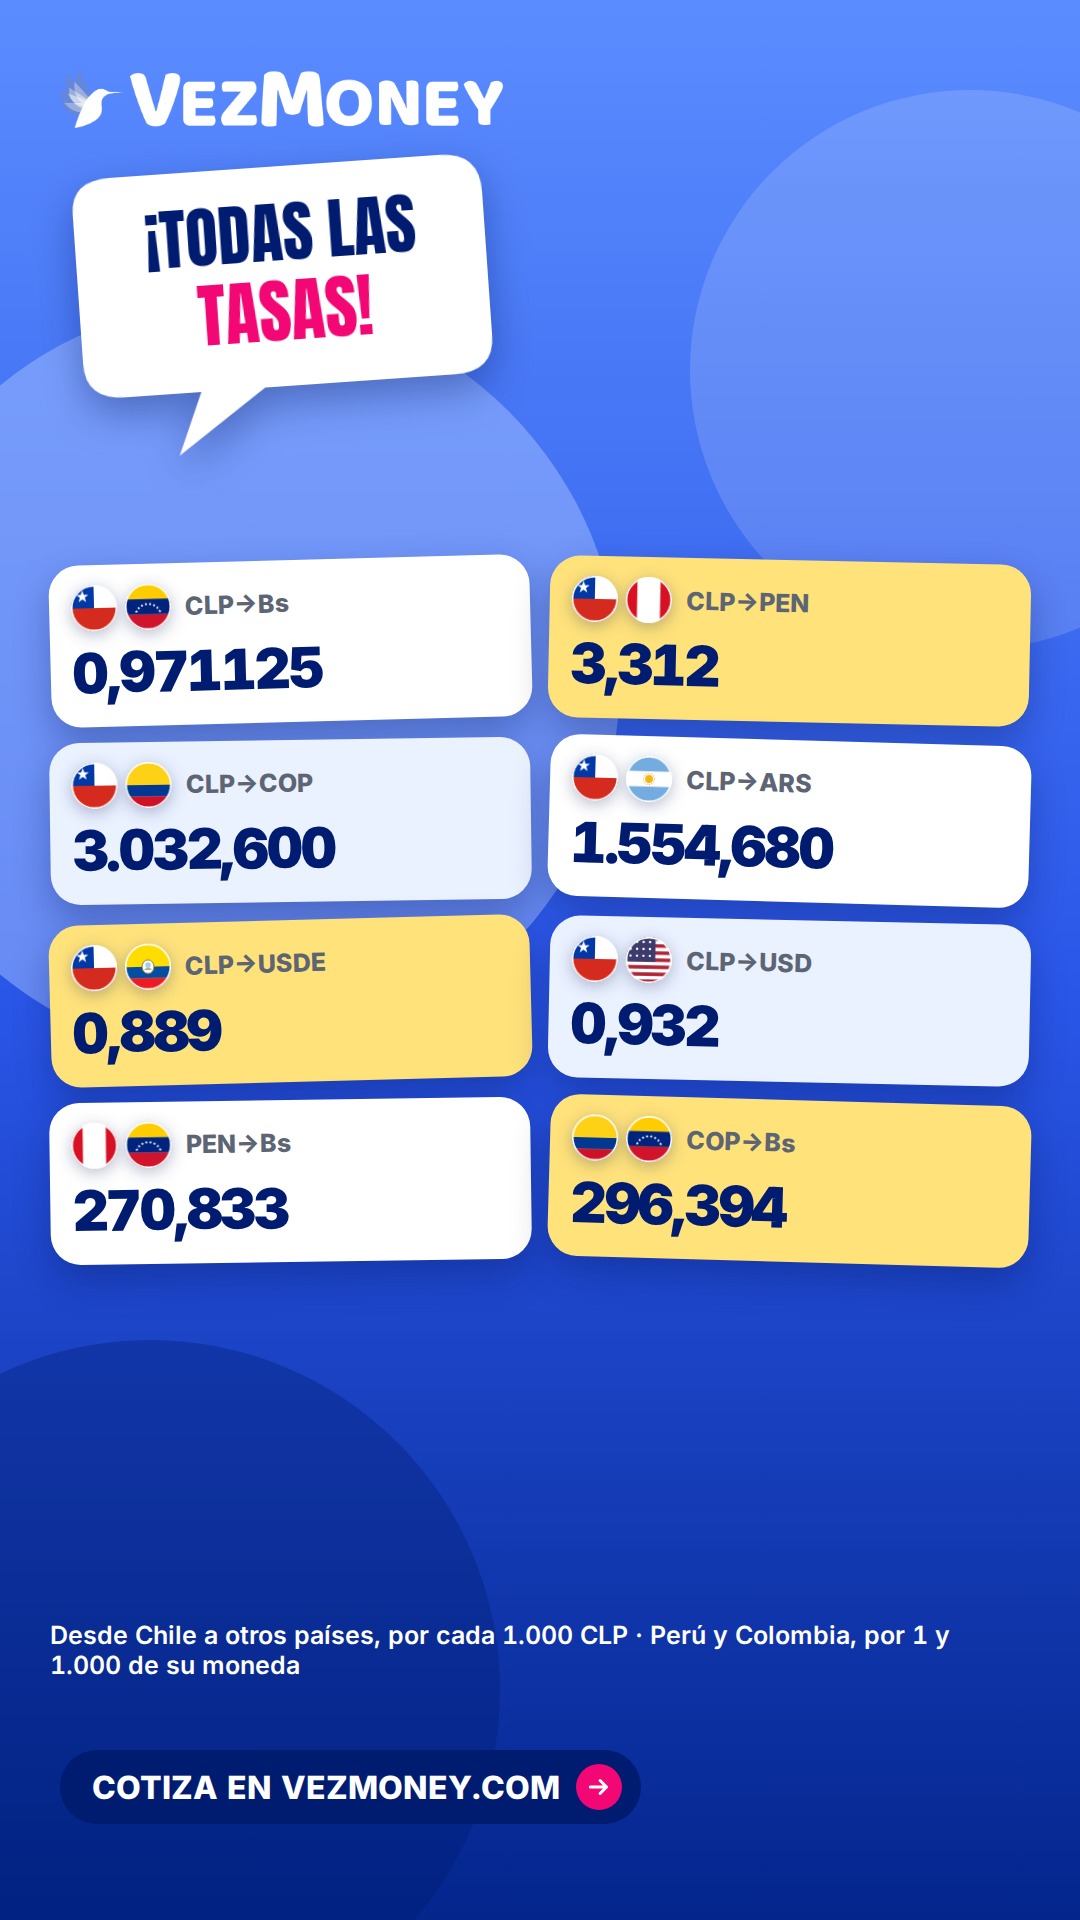 VEZMONEY
¡TODAS LAS
TASAS!
CLP→Bs
0,971125
CLP→PEN
3,312
CLP→COP
3.032,600
CLP→ARS
1.554,680
CLP→USDE
0,889
CLP→USD
0,932
PEN→Bs
270,833
COP→Bs
296,394
Desde Chile a otros países, por cada 1.000 CLP · Perú y Colombia, por 1 y
1.000 de su moneda
COTIZA EN VEZMONEY.COM →